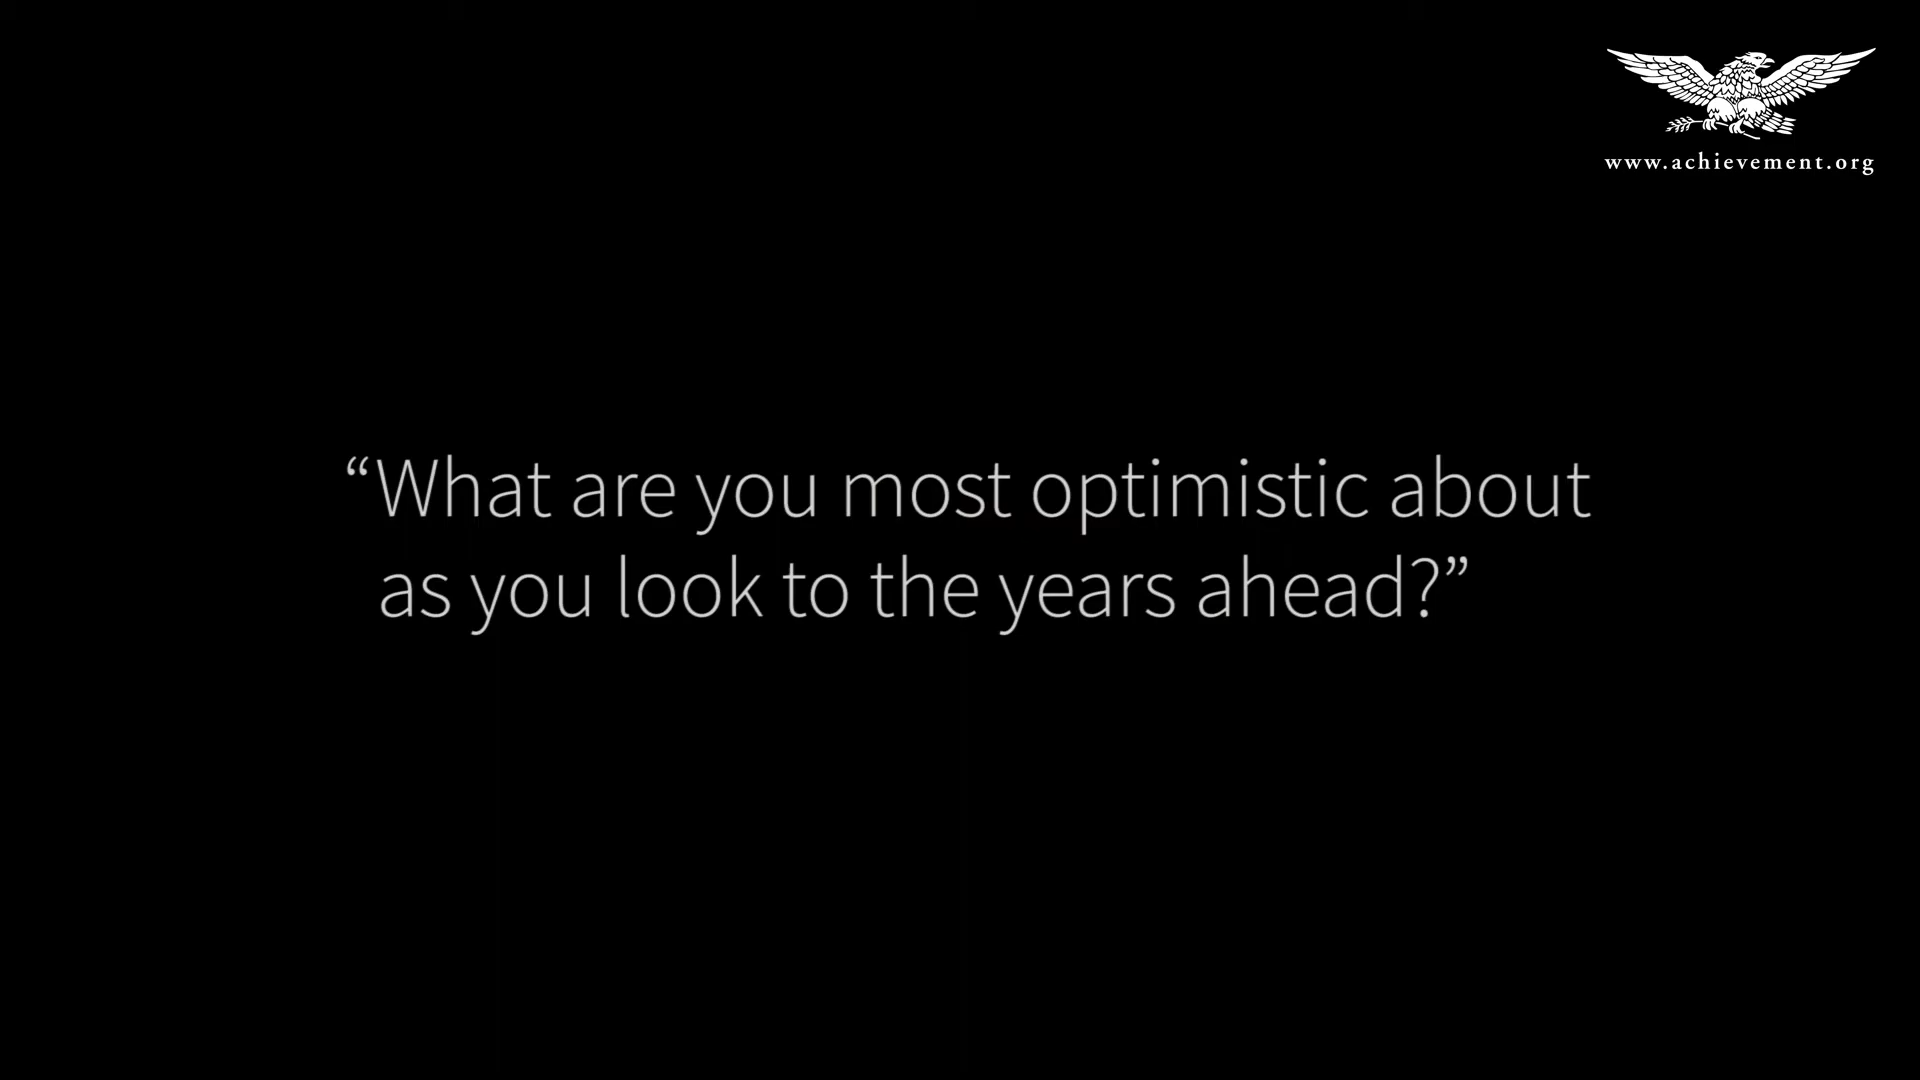 www.achievement.org
“What are you most optimistic about
as you look to the years ahead?”